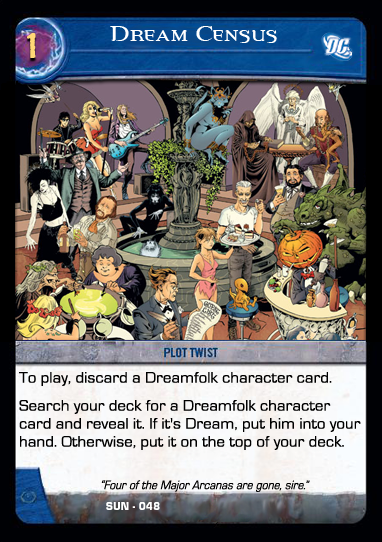 1
DREAM CENSUS
DC
PLOT TWIST
To play, discard a Dreamfolk character card.
Search your deck for a Dreamfolk character
card and reveal it. If it's Dream, put him into your
hand. Otherwise, put it on the top of your deck.
"Four of the Major Arcanas are gone, sire."
SUN · 048